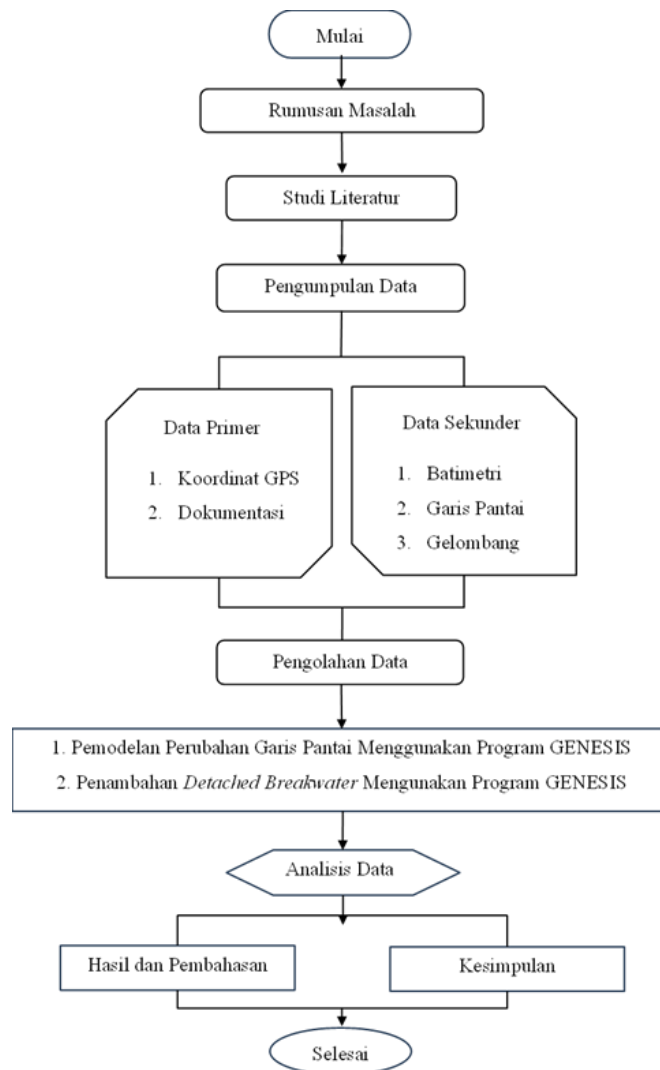 Mulai
Rumusan Masalah
Studi Literatur
Pengumpulan Data
Data Primer
1. Koordinat GPS
2. Dokumentasi
Data Sekunder
1. Batimetri
2. Garis Pantai
3. Gelombang
Pengolahan Data
1. Pemodelan Perubahan Garis Pantai Menggunakan Program GENESIS
2. Penambahan Detached Breakwater Mengunakan Program GENESIS
Analisis Data
Hasil dan Pembahasan
Kesimpulan
Selesai